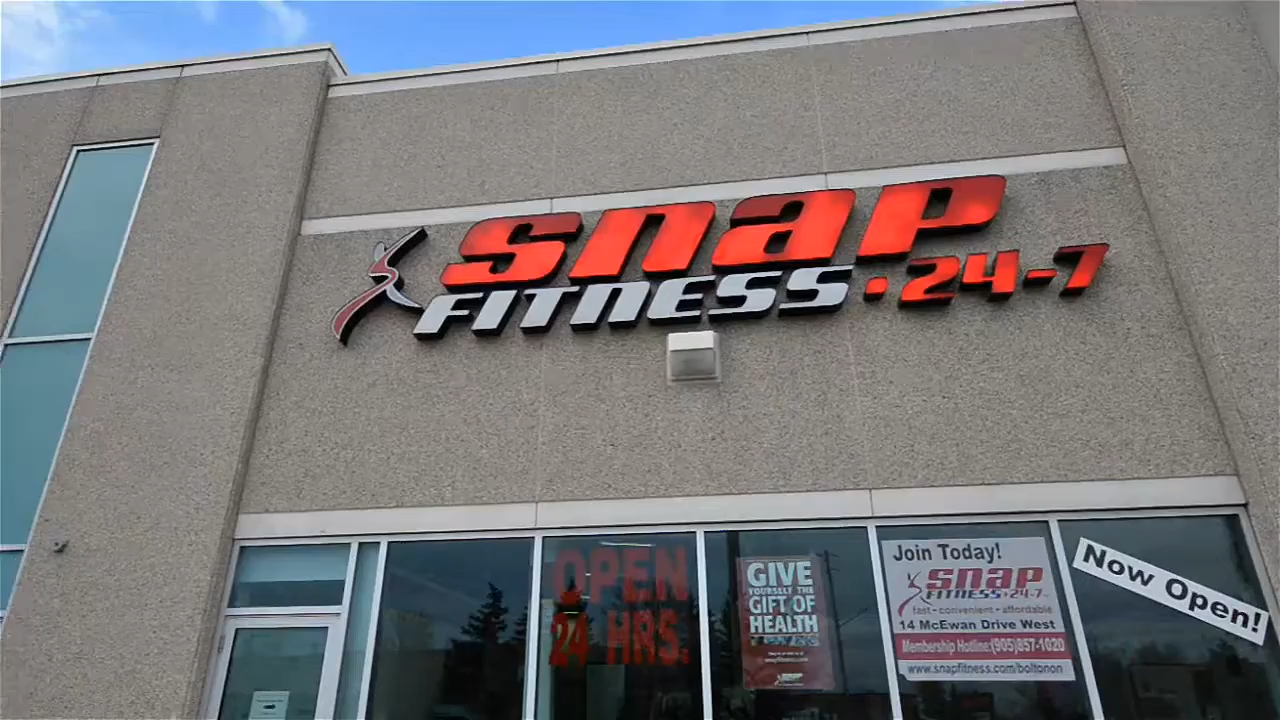 snap
FITNESS·24-7
OPEN
24 HRS.
GIVE
YOURSELF THE
GIFT OF
HEALTH
Join Today!
snap
FITNESS·24-7
fast·convenient·affordable
14 McEwan Drive West
Membership Hotline:(905)857-1020
www.snapfitness.com/boltonon
Now Open!